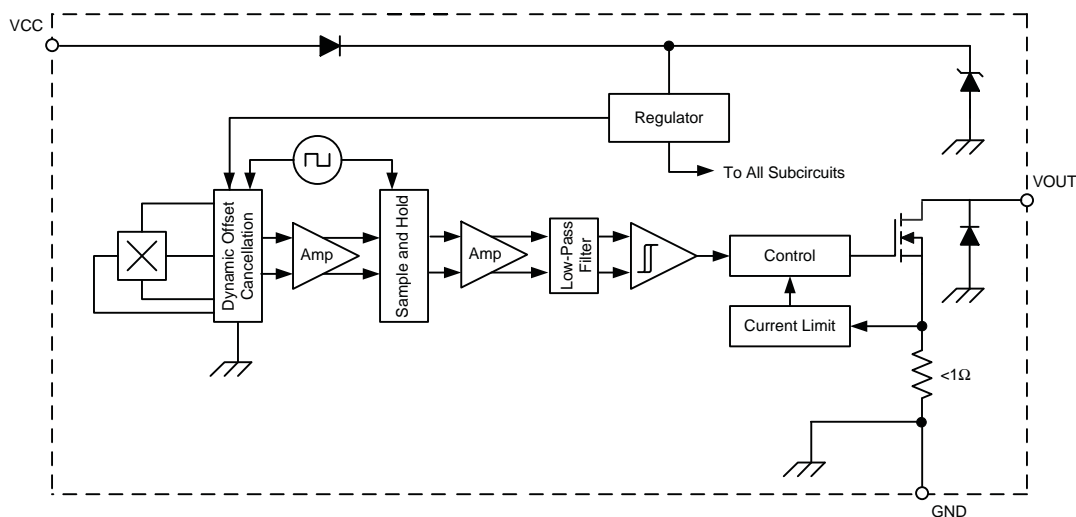 VCC
Regulator
To All Subcircuits
VOUT
Dynamic Offset
Cancellation
Amp
Sample and Hold
Amp
Low-Pass
Filter
Control
Current Limit
<1Ω
GND